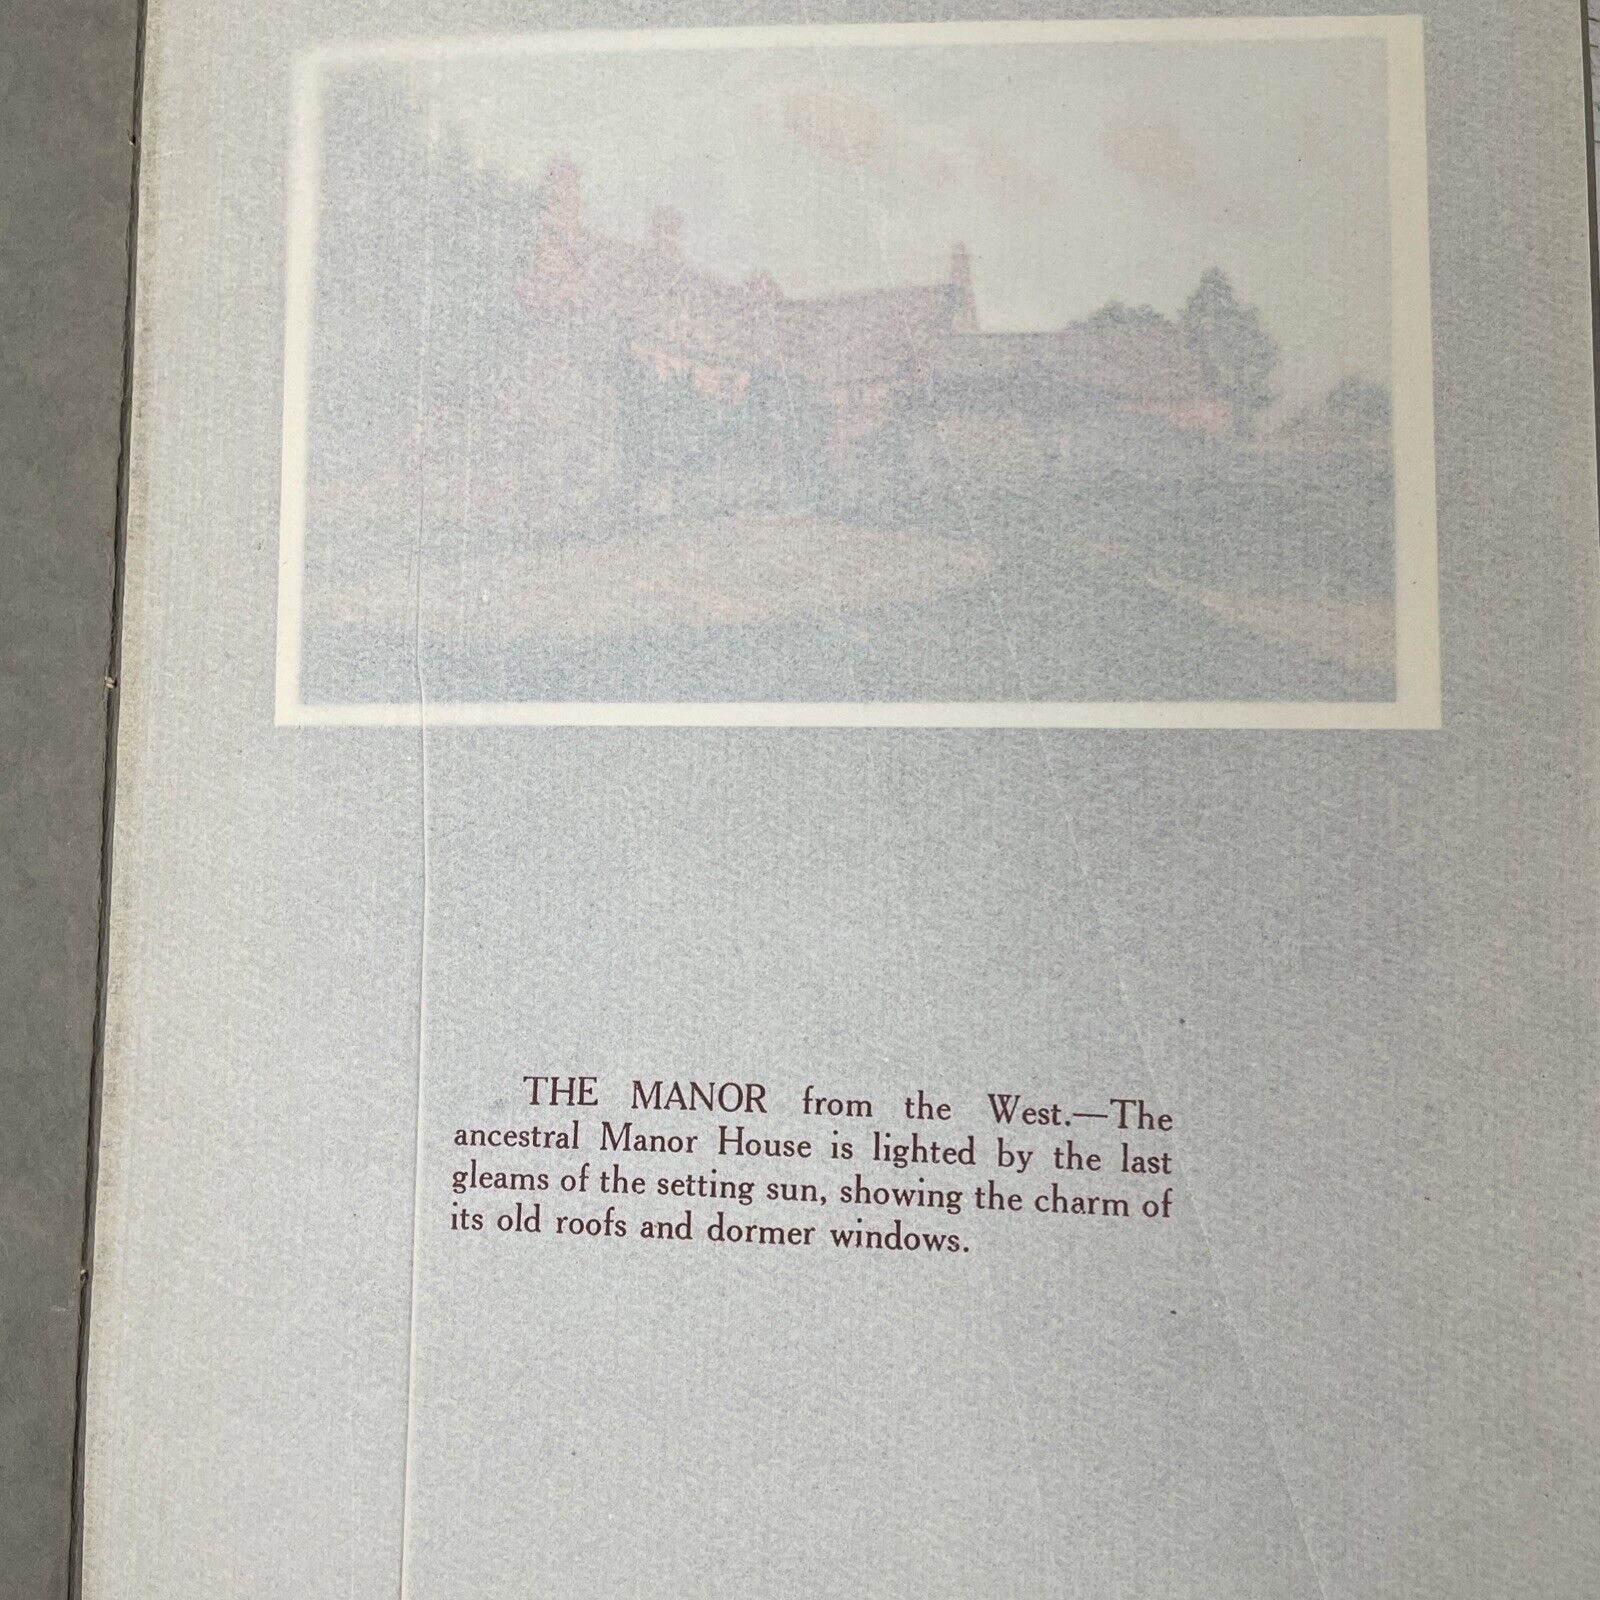 THE MANOR from the West.—The
ancestral Manor House is lighted by the last
gleams of the setting sun, showing the charm of
its old roofs and dormer windows.